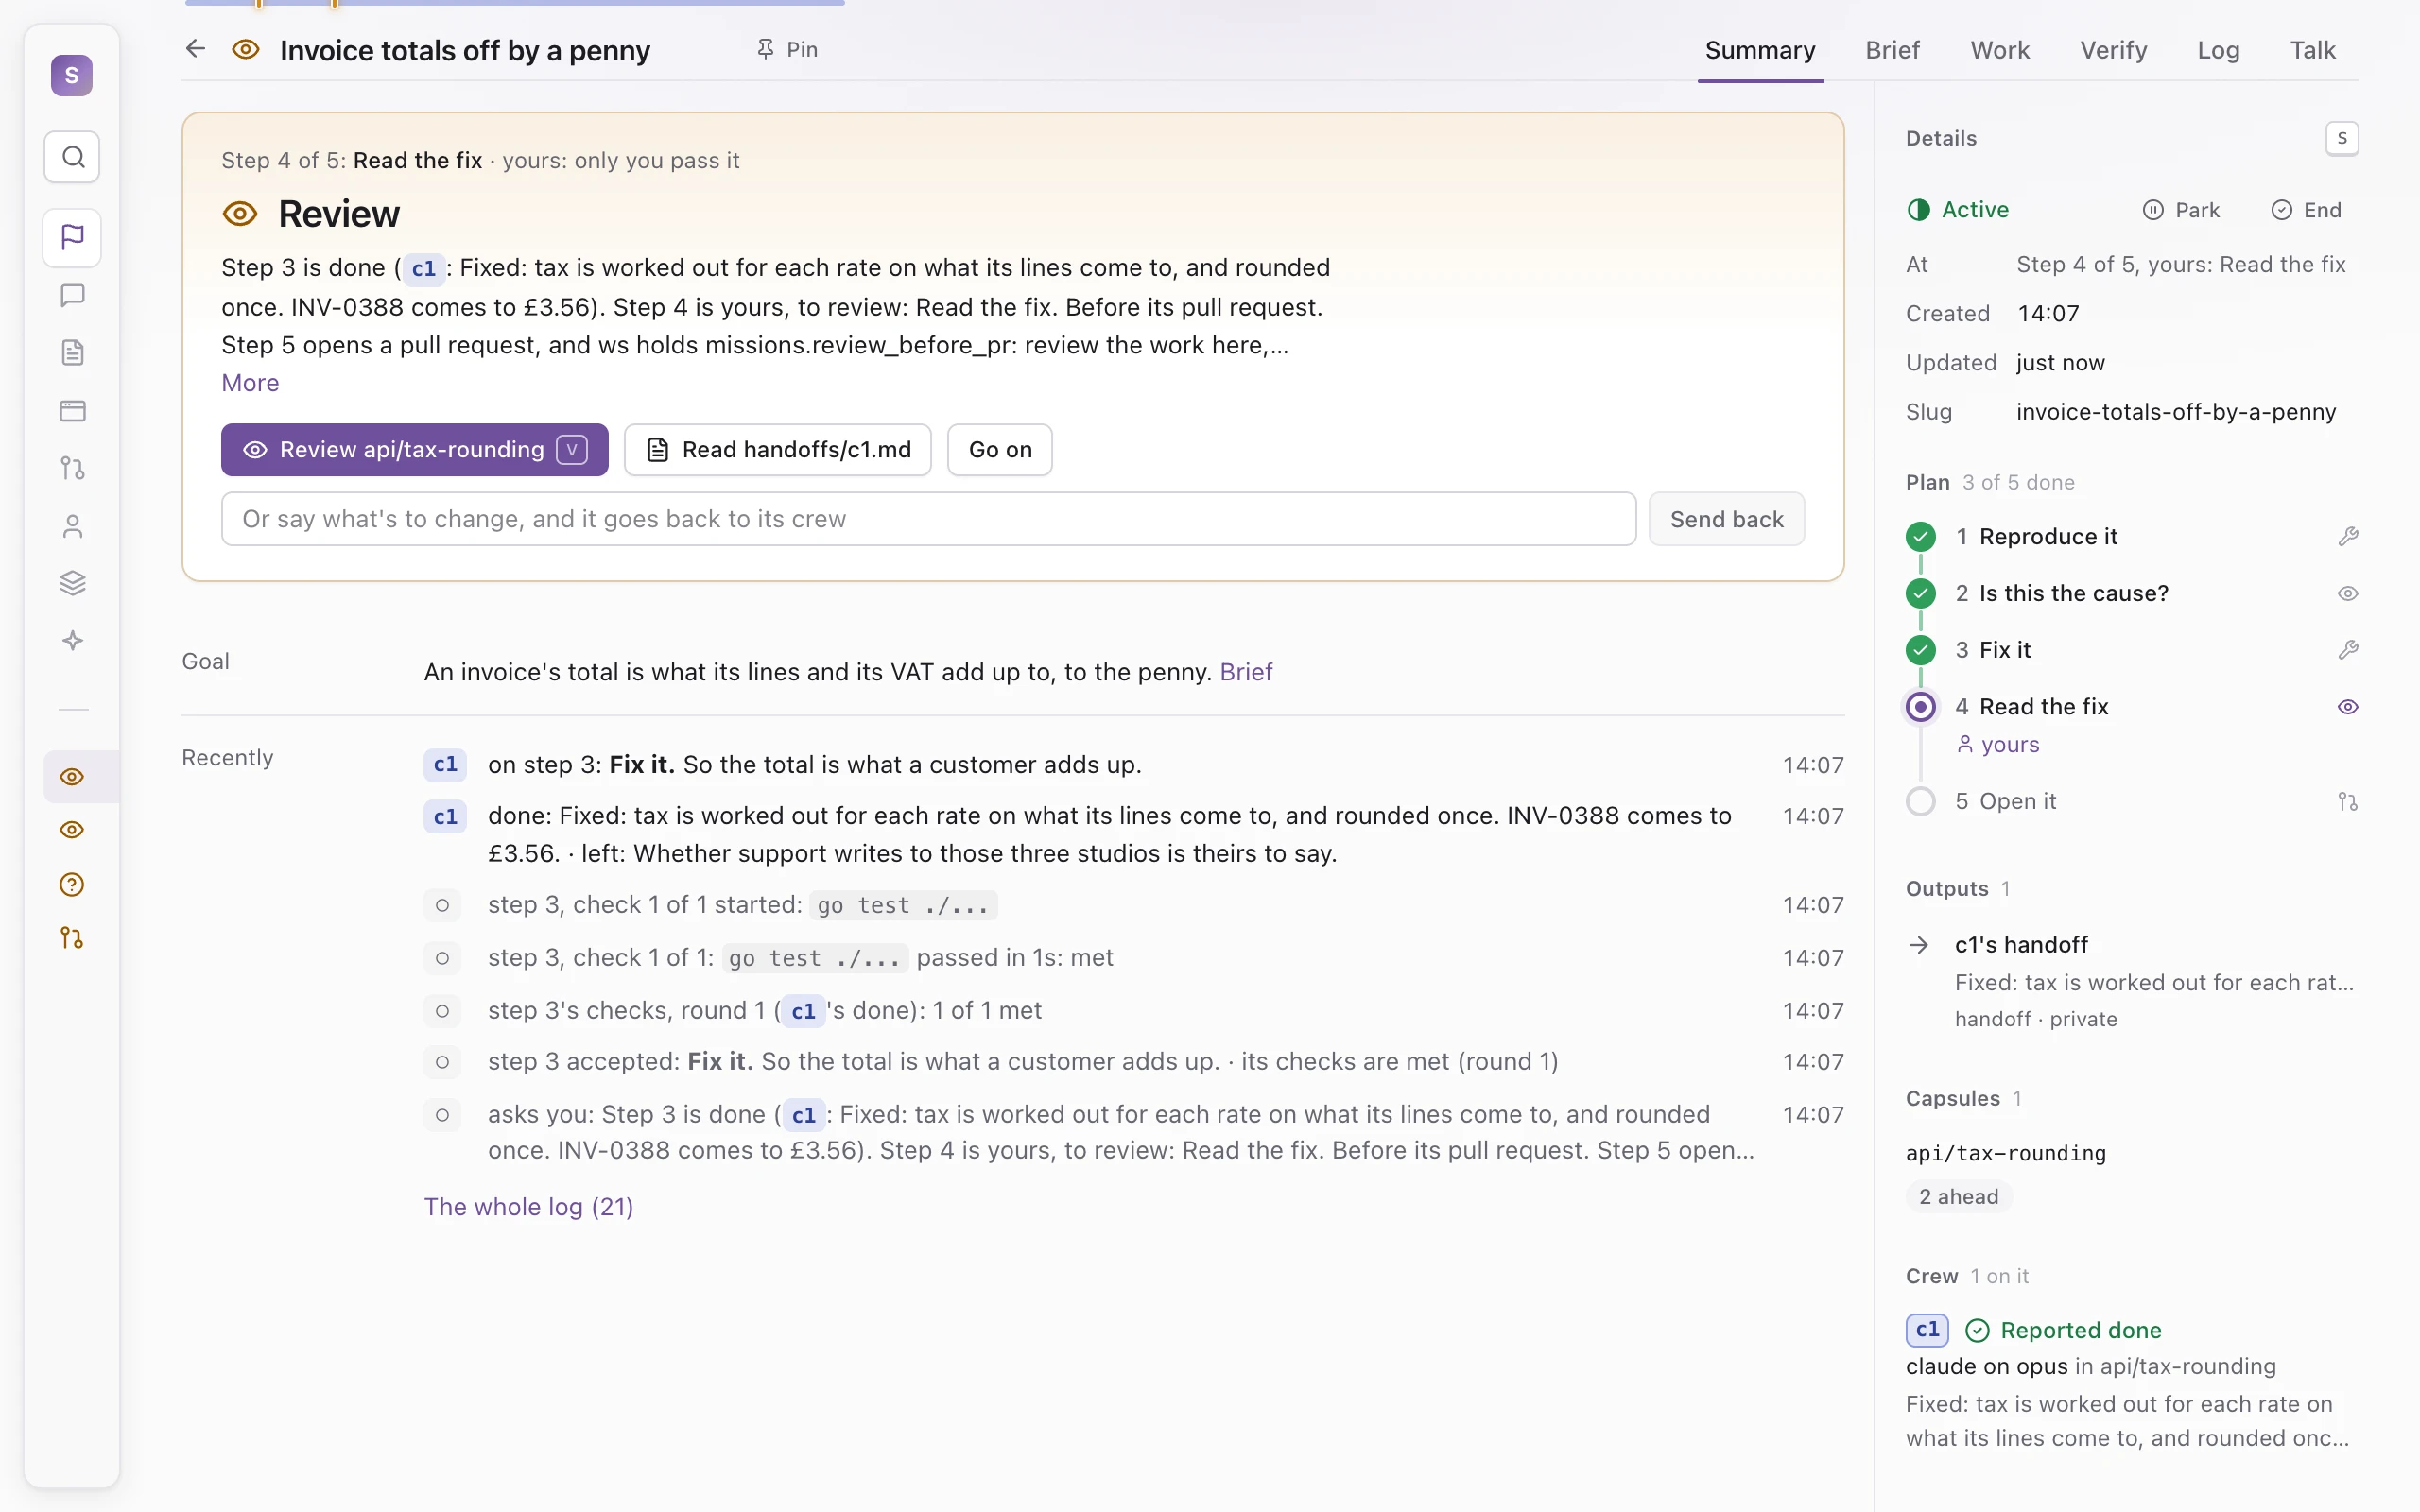 S
Invoice totals off by a penny
Pin
Summary
Brief
Work
Verify
Log
Talk
Step 4 of 5: Read the fix · yours: only you pass it
Review
Step 3 is done (c1: Fixed: tax is worked out for each rate on what its lines come to, and rounded
once. INV-0388 comes to £3.56). Step 4 is yours, to review: Read the fix. Before its pull request.
Step 5 opens a pull request, and ws holds missions.review_before_pr: review the work here,...
More
Review api/tax-rounding V
Read handoffs/c1.md
Go on
Or say what's to change, and it goes back to its crew
Send back
Goal
An invoice's total is what its lines and its VAT add up to, to the penny. Brief
Recently
c1 on step 3: Fix it. So the total is what a customer adds up. 14:07
c1 done: Fixed: tax is worked out for each rate on what its lines come to, and rounded once. INV-0388 comes to 14:07
£3.56. · left: Whether support writes to those three studios is theirs to say.
step 3, check 1 of 1 started: go test ./... 14:07
step 3, check 1 of 1: go test ./... passed in 1s: met 14:07
step 3's checks, round 1 (c1's done): 1 of 1 met 14:07
step 3 accepted: Fix it. So the total is what a customer adds up. · its checks are met (round 1) 14:07
asks you: Step 3 is done (c1: Fixed: tax is worked out for each rate on what its lines come to, and rounded 14:07
once. INV-0388 comes to £3.56). Step 4 is yours, to review: Read the fix. Before its pull request. Step 5 open...
The whole log (21)
Details S
Active
Park
End
At Step 4 of 5, yours: Read the fix
Created 14:07
Updated just now
Slug invoice-totals-off-by-a-penny
Plan 3 of 5 done
1 Reproduce it
2 Is this the cause?
3 Fix it
4 Read the fix
yours
5 Open it
Outputs 1
c1's handoff
Fixed: tax is worked out for each rat...
handoff · private
Capsules 1
api/tax-rounding
2 ahead
Crew 1 on it
c1 Reported done
claude on opus in api/tax-rounding
Fixed: tax is worked out for each rate on
what its lines come to, and rounded onc...